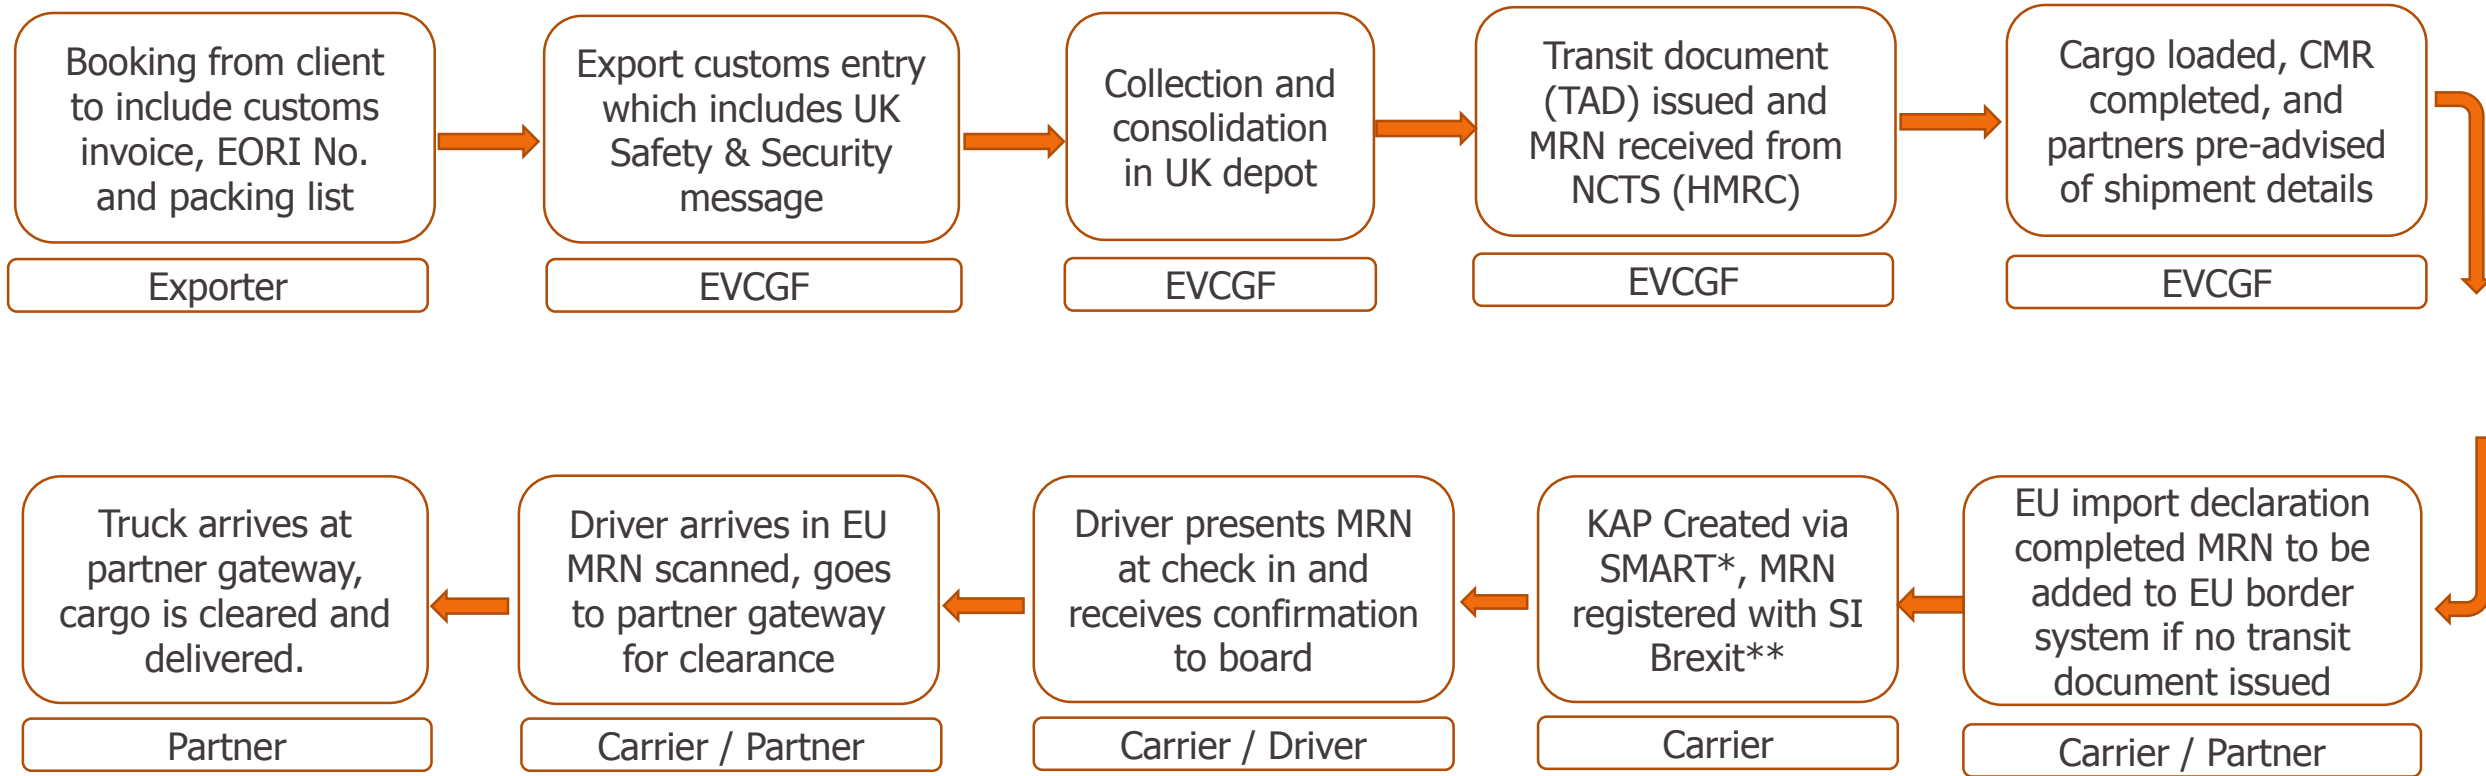 Booking from client
to include customs
invoice, EORI No.
and packing list
Exporter
Export customs entry
which includes UK
Safety & Security
message
EVCGF
Collection and
consolidation
in UK depot
EVCGF
Transit document
(TAD) issued and
MRN received from
NCTS (HMRC)
EVCGF
Cargo loaded, CMR
completed, and
partners pre-advised
of shipment details
EVCGF
EU import declaration
completed MRN to be
added to EU border
system if no transit
document issued
Carrier / Partner
KAP Created via
SMART*, MRN
registered with SI
Brexit**
Carrier
Driver presents MRN
at check in and
receives confirmation
to board
Carrier / Driver
Driver arrives in EU
MRN scanned, goes
to partner gateway
for clearance
Carrier / Partner
Truck arrives at
partner gateway,
cargo is cleared and
delivered.
Partner